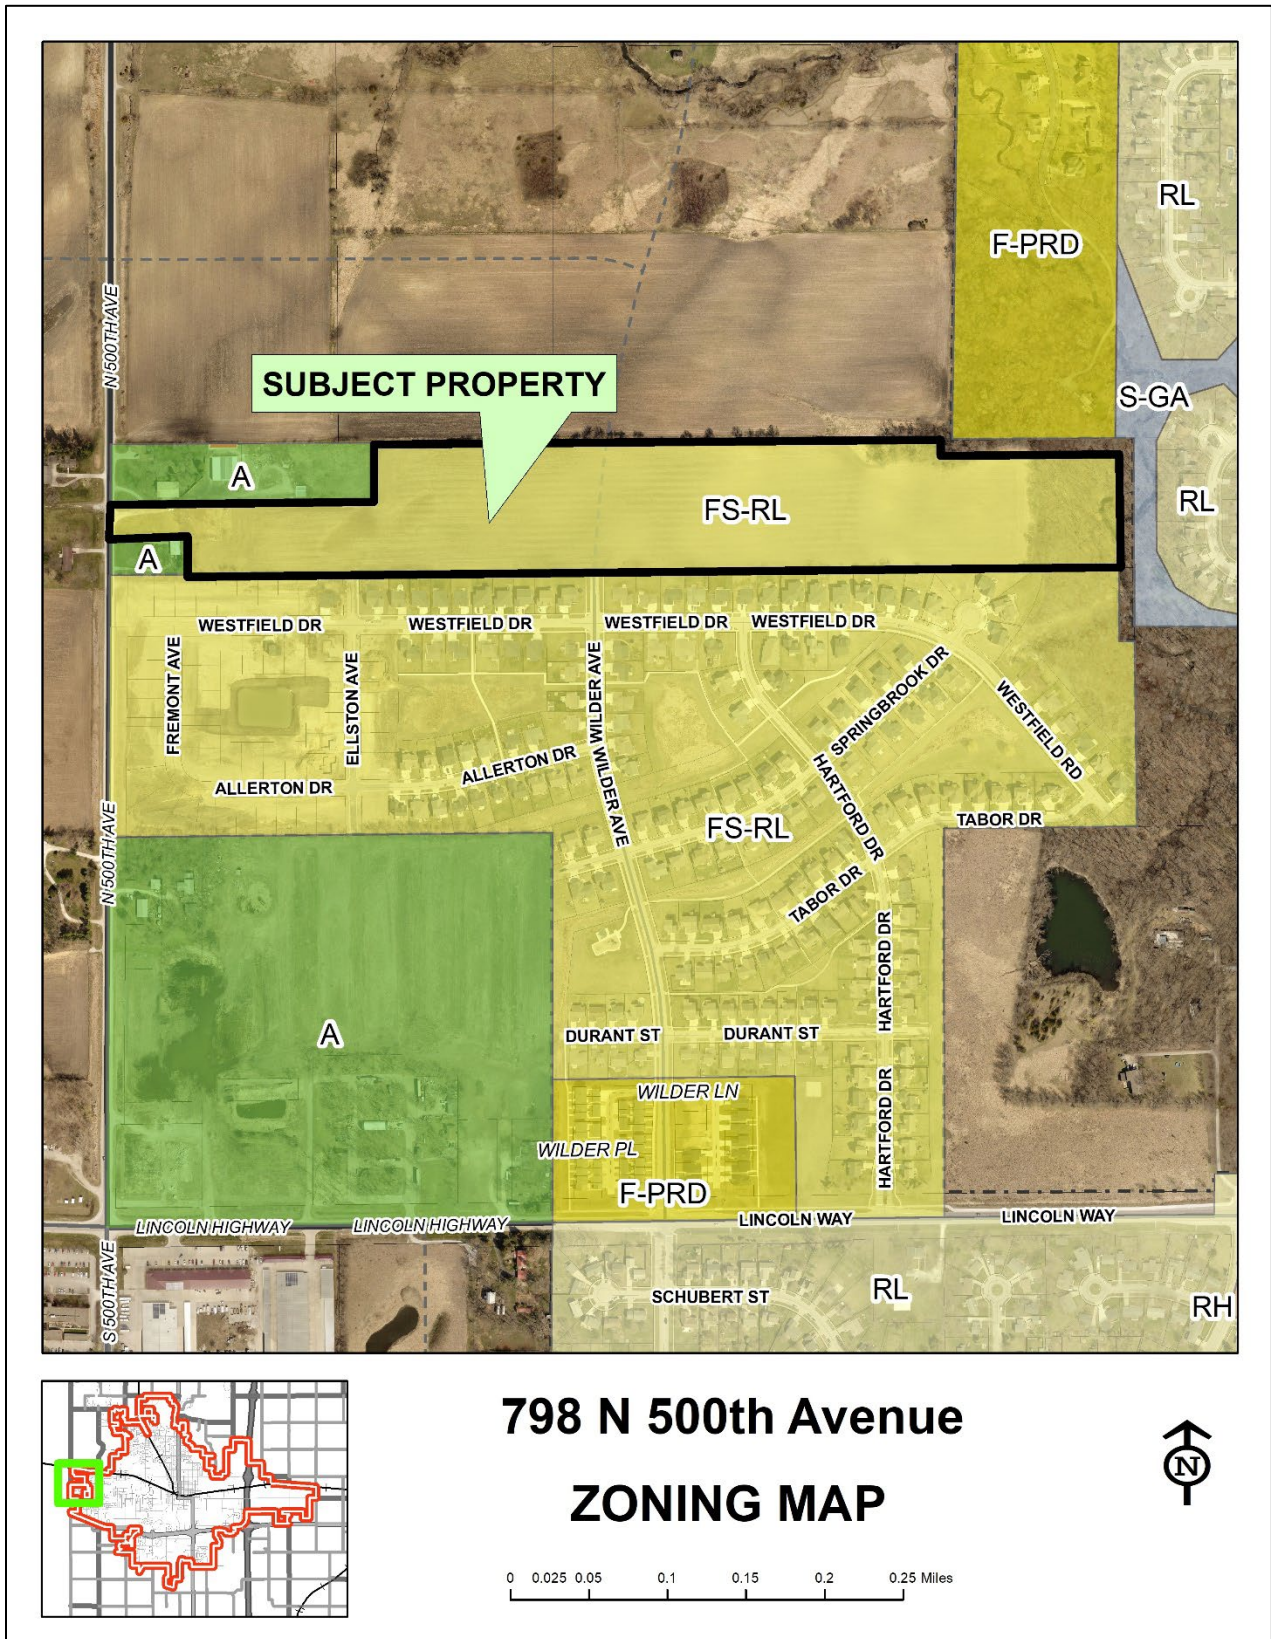 RL
F-PRD
N 500TH AVE
SUBJECT PROPERTY
S-GA
A
FS-RL
RL
A
WESTFIELD DR
WESTFIELD DR
WESTFIELD DR
WESTFIELD DR
FREMONT AVE
ELLSTON AVE
WILDER AVE
SPRINGBROOK DR
WESTFIELD RD
ALLERTON DR
ALLERTON DR
WILDER AVE
HARTFORD DR
FS-RL
TABOR DR
N 500TH AVE
TABOR DR
HARTFORD DR
A
DURANT ST
DURANT ST
WILDER LN
HARTFORD DR
WILDER PL
F-PRD
LINCOLN HIGHWAY
LINCOLN HIGHWAY
LINCOLN WAY
LINCOLN WAY
S 500TH AVE
SCHUBERT ST
RL
RH
798 N 500th Avenue
ZONING MAP
N
0 0.025 0.05 0.1 0.15 0.2 0.25 Miles